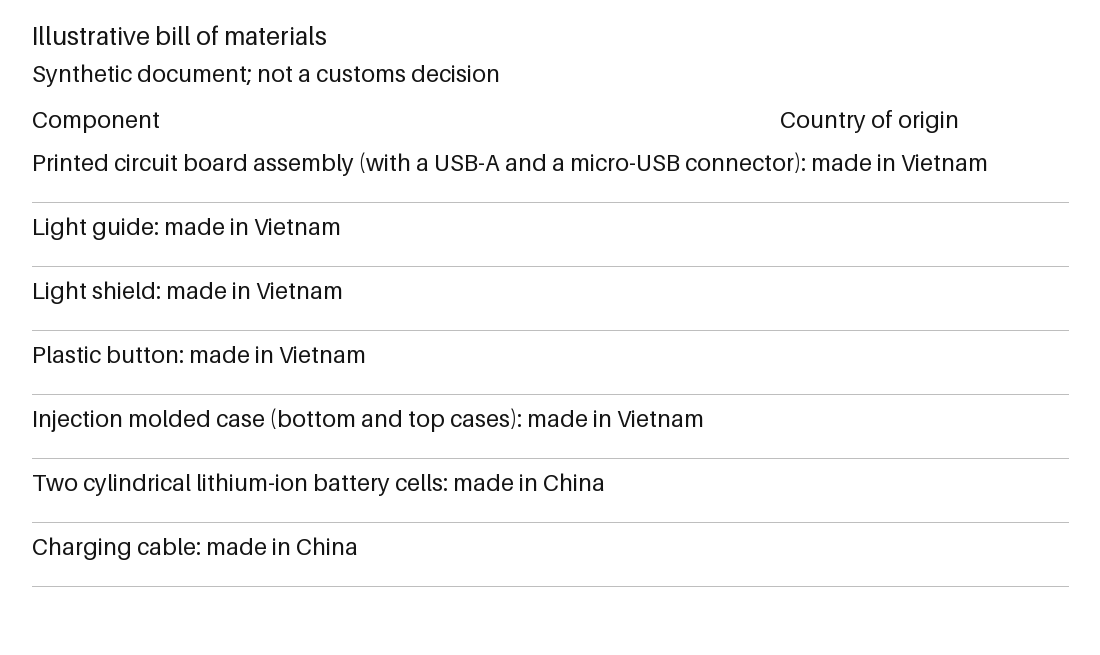 Illustrative bill of materials
Synthetic document; not a customs decision
Component Country of origin
Printed circuit board assembly (with a USB-A and a micro-USB connector): made in Vietnam
Light guide: made in Vietnam
Light shield: made in Vietnam
Plastic button: made in Vietnam
Injection molded case (bottom and top cases): made in Vietnam
Two cylindrical lithium-ion battery cells: made in China
Charging cable: made in China